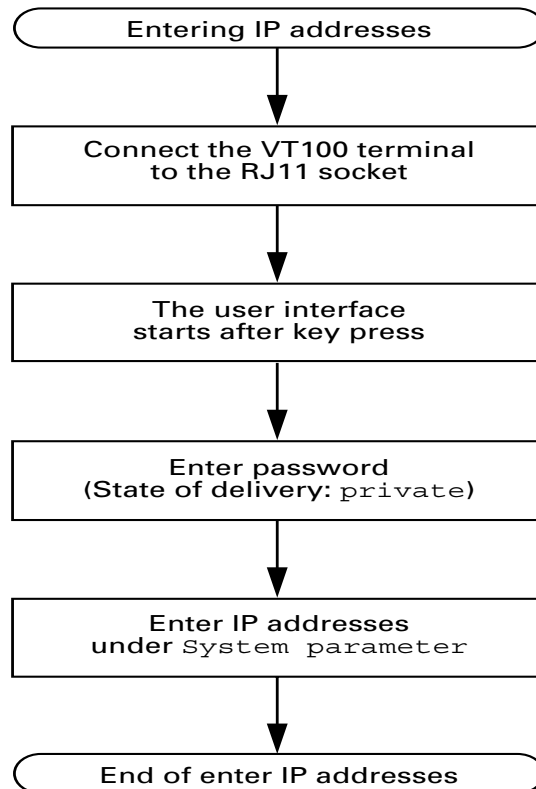 Entering IP addresses
Connect the VT100 terminal
to the RJ11 socket
The user interface
starts after key press
Enter password
(State of delivery: private)
Enter IP addresses
under System parameter
End of enter IP addresses